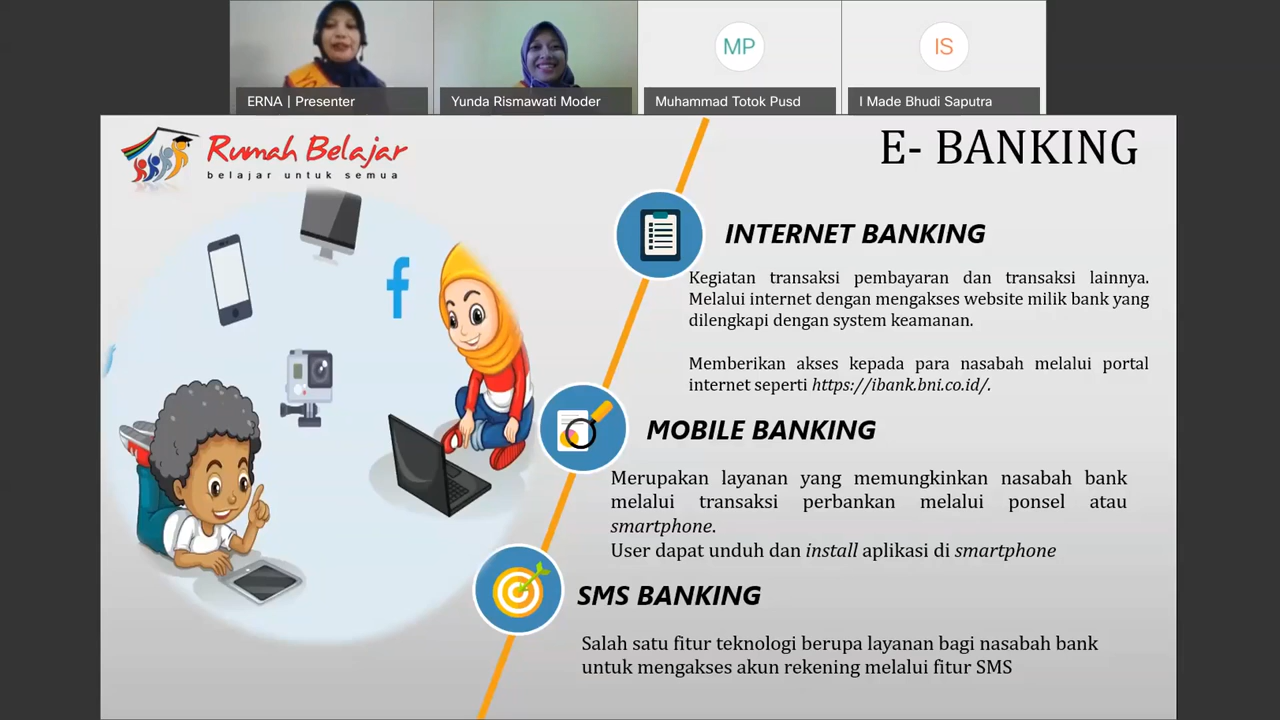 ERNA | Presenter
Yunda Rismawati Moder
MP
Muhammad Totok Pusd
IS
I Made Bhudi Saputra
Rumah Belajar
belajar untuk semua
E- BANKING
INTERNET BANKING
Kegiatan transaksi pembayaran dan transaksi lainnya.
Melalui internet dengan mengakses website milik bank yang
dilengkapi dengan system keamanan.
Memberikan akses kepada para nasabah melalui portal
internet seperti https://ibank.bni.co.id/.
MOBILE BANKING
Merupakan layanan yang memungkinkan nasabah bank
melalui transaksi perbankan melalui ponsel atau
smartphone.
User dapat unduh dan install aplikasi di smartphone
SMS BANKING
Salah satu fitur teknologi berupa layanan bagi nasabah bank
untuk mengakses akun rekening melalui fitur SMS